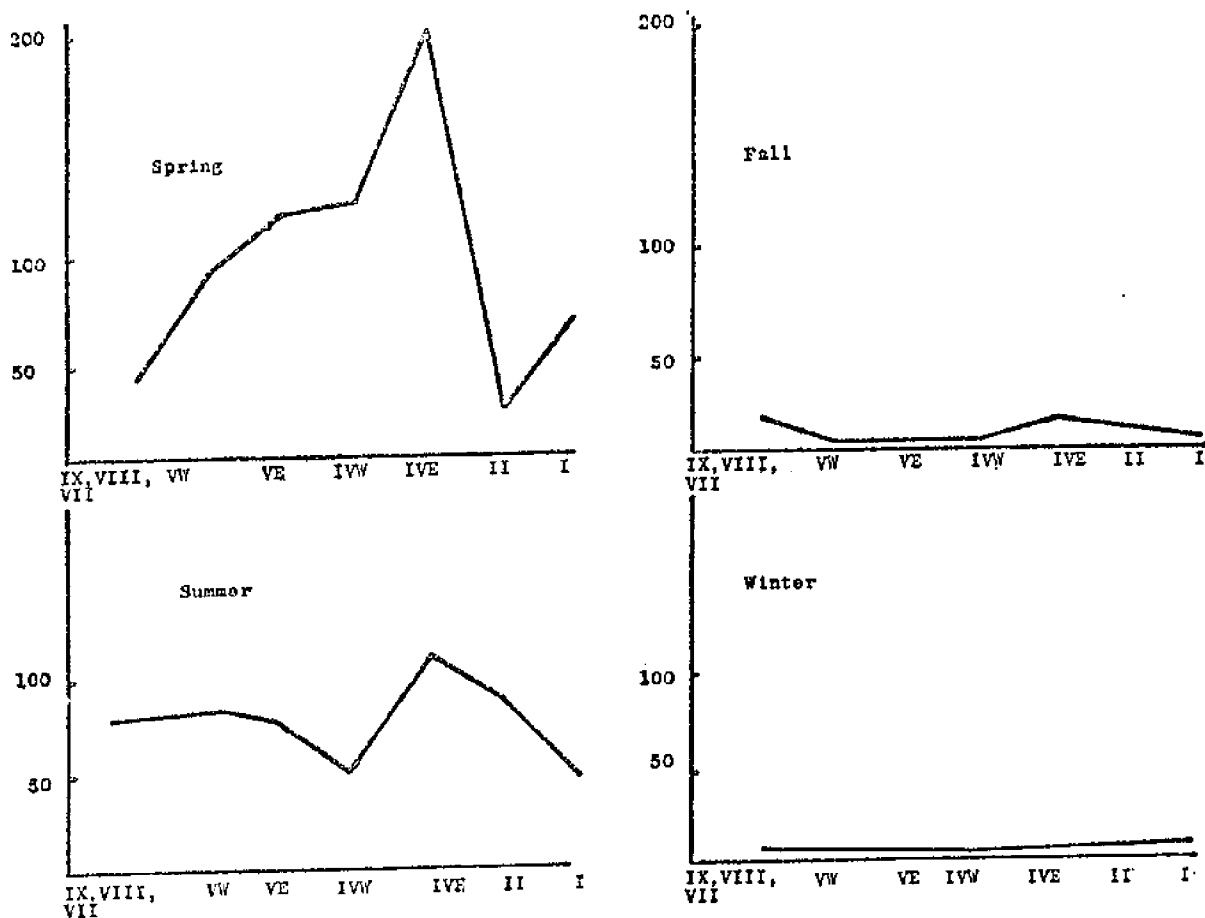 200
Spring
100
50
IX,VIII, VW VE IVW IVE II I
VII
200
Fall
100
50
IX,VIII, VW VE IVW IVE II I
VII
Summer
100
50
IX,VIII, VW VE IVW IVE II I
VII
Winter
100
50
IX,VIII, VW VE IVW IVE II I
VII